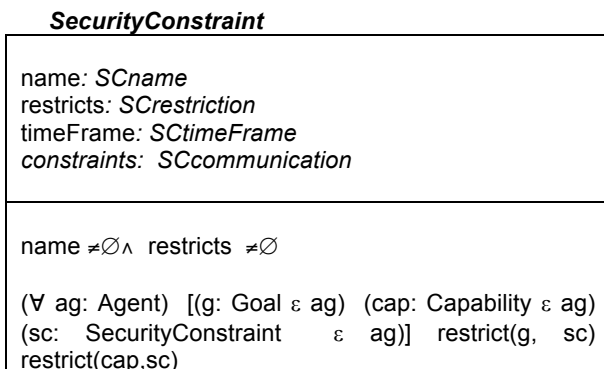 SecurityConstraint
name: SCname
restricts: SCrestriction
timeFrame: SCtimeFrame
constraints: SCcommunication
name ≠∅∧ restricts ≠∅
(∀ ag: Agent) [(g: Goal ε ag) (cap: Capability ε ag)
(sc: SecurityConstraint ε ag)] restrict(g, sc)
restrict(cap,sc)